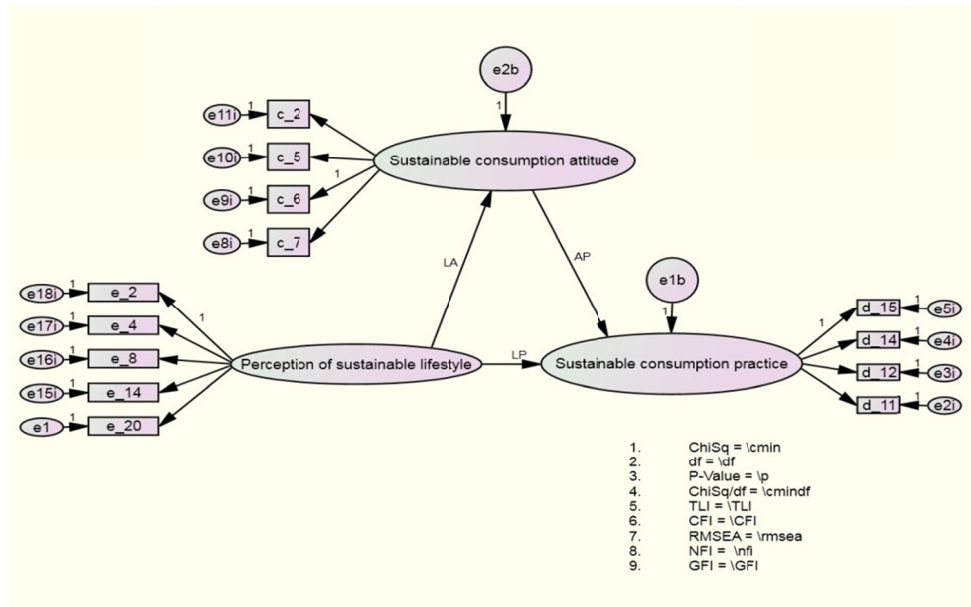 e2b
1
e11i 1 c_2
e10i 1 c_5
Sustainable consumption attitude
1
e9i 1 c_6
e8i 1 c_7
LA
AP
e1b
1
e18i 1 e_2
1
e17i 1 e_4
e16i 1 e_8
e15i 1 e_14
e1 1 e_20
Perception of sustainable lifestyle
LP
Sustainable consumption practice
1
d_15 1 e5i
d_14 1 e4i
d_12 1 e3i
d_11 1 e2i
1. ChiSq = \cmin
2. df = \df
3. P-Value = \p
4. ChiSq/df = \cmindf
5. TLI = \TLI
6. CFI = \CFI
7. RMSEA = \rmsea
8. NFI = \nfi
9. GFI = \GFI